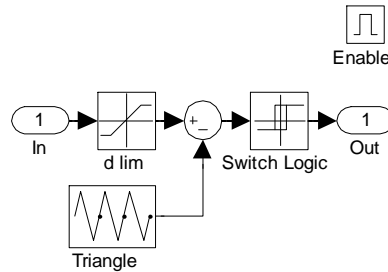 Enable
1
In
d lim
+
−
Switch Logic
1
Out
Triangle